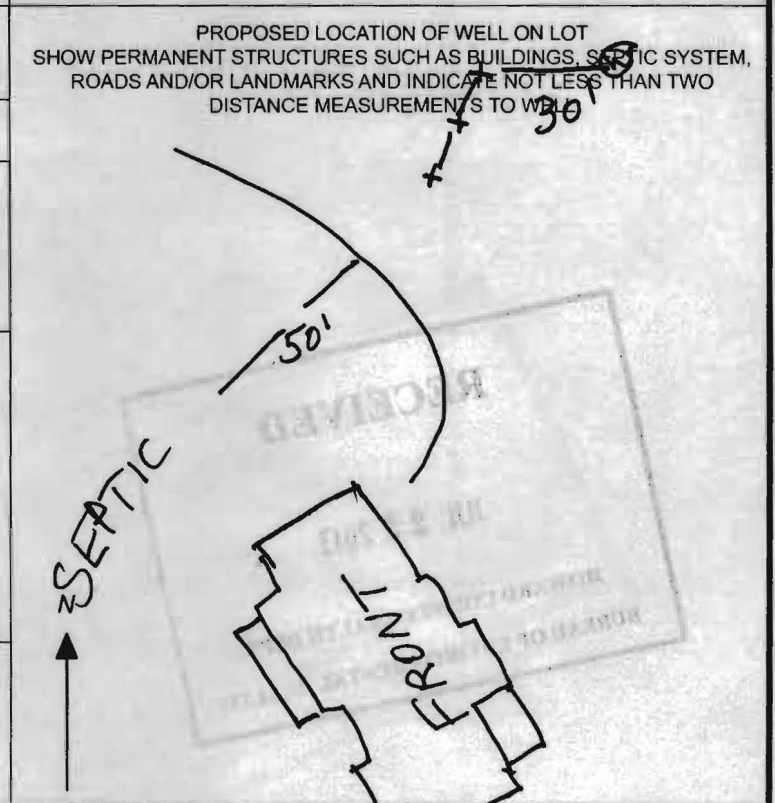 PROPOSED LOCATION OF WELL ON LOT
SHOW PERMANENT STRUCTURES SUCH AS BUILDINGS, SEPTIC SYSTEM,
ROADS AND/OR LANDMARKS AND INDICATE NOT LESS THAN TWO
DISTANCE MEASUREMENTS TO WELL
30'
50'
RECEIVED
SEPTIC
N
FRONT